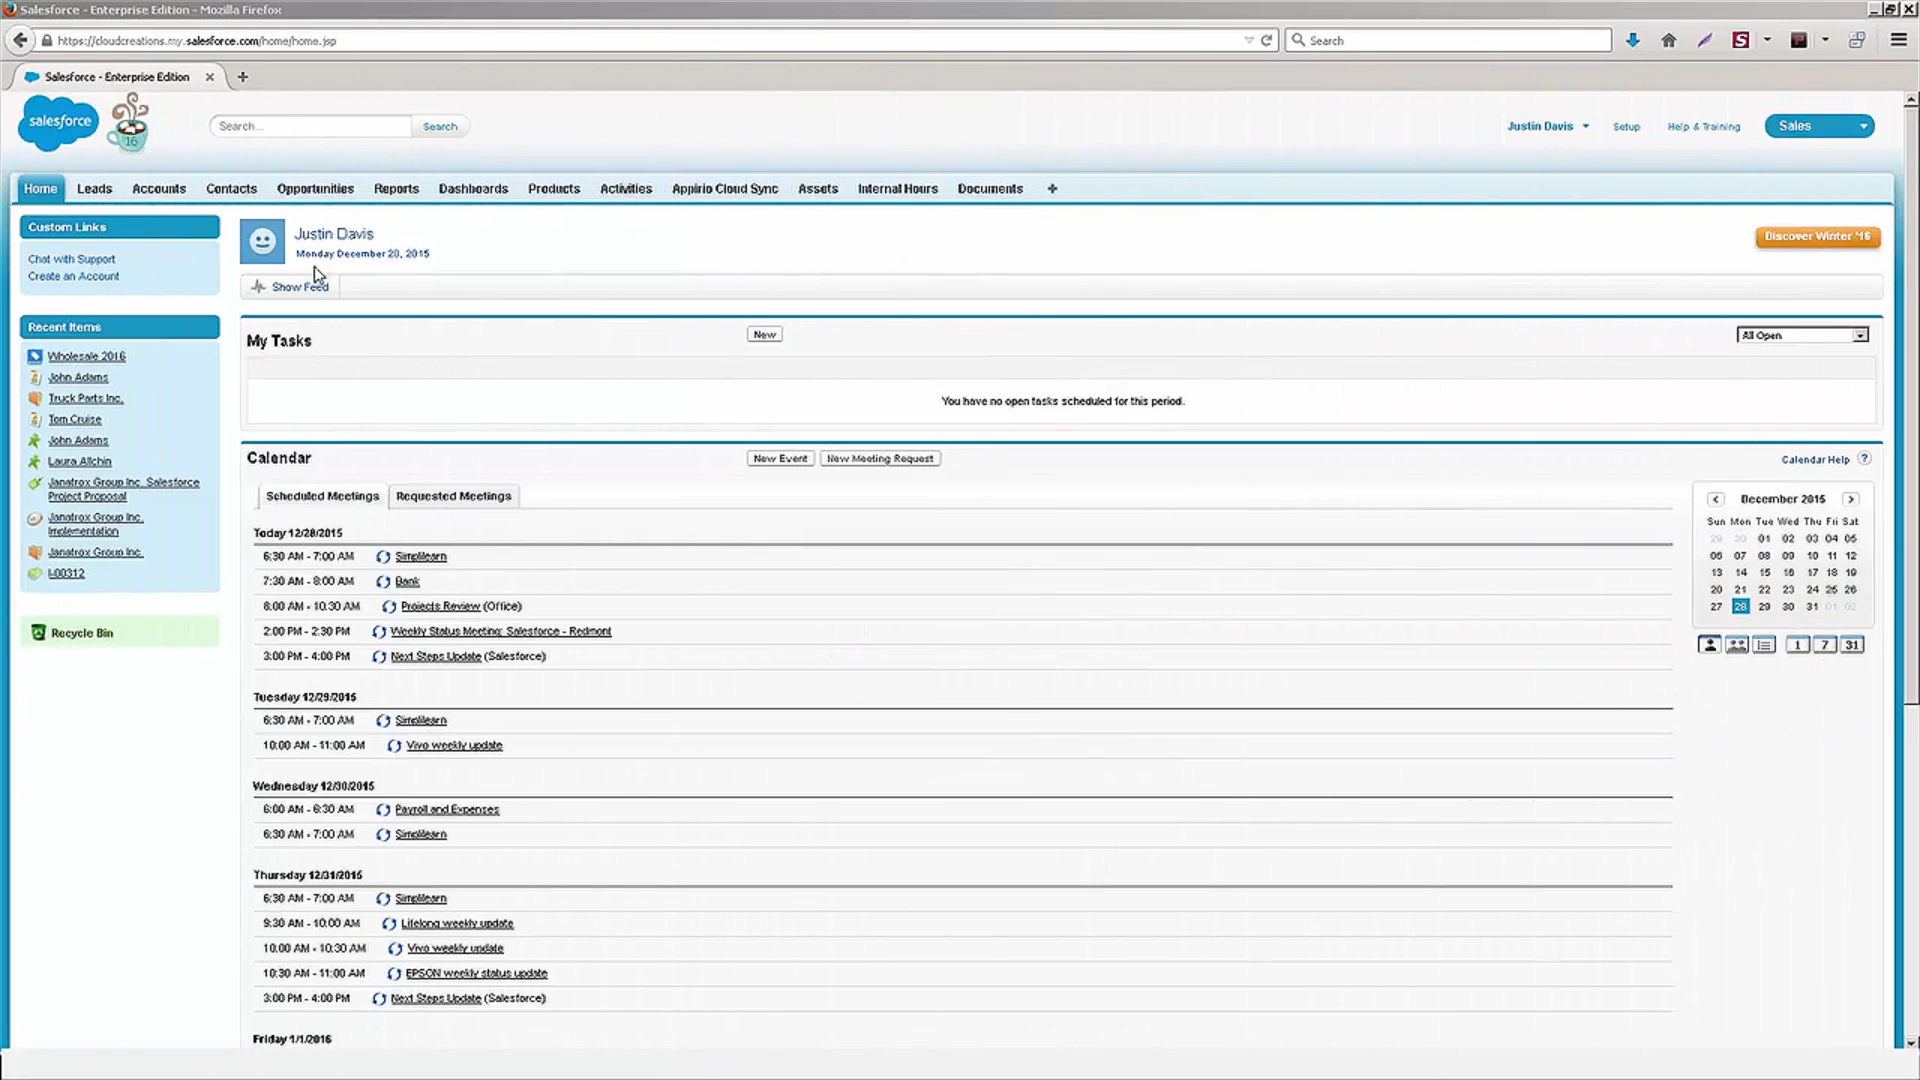 Salesforce - Enterprise Edition - Mozilla Firefox
https://cloudcreations.my.salesforce.com/home/home.jsp
Search
Salesforce - Enterprise Edition
salesforce
16
Search...
Search
Justin Davis
Setup
Help & Training
Sales
Home Leads Accounts Contacts Opportunities Reports Dashboards Products Activities Appirio Cloud Sync Assets Internal Hours Documents +
Custom Links
Chat with Support
Create an Account
Recent Items
Wholesale 2016
John Adams
Truck Parts Inc.
Tom Cruise
John Adams
Laura Allchin
Janatrox Group Inc. Salesforce
Project Proposal
Janatrox Group Inc.
Implementation
Janatrox Group Inc.
I-00312
Recycle Bin
Justin Davis
Monday December 28, 2015
Discover Winter '16
Show Feed
My Tasks
New
All Open
You have no open tasks scheduled for this period.
Calendar
New Event
New Meeting Request
Calendar Help ?
Scheduled Meetings
Requested Meetings
Today 12/28/2015
6:30 AM - 7:00 AM Simplilearn
7:30 AM - 8:00 AM Bank
8:00 AM - 10:30 AM Projects Review (Office)
2:00 PM - 2:30 PM Weekly Status Meeting: Salesforce - Redmont
3:00 PM - 4:00 PM Next Steps Update (Salesforce)
Tuesday 12/29/2015
6:30 AM - 7:00 AM Simplilearn
10:00 AM - 11:00 AM Vivo weekly update
Wednesday 12/30/2015
6:00 AM - 6:30 AM Payroll and Expenses
6:30 AM - 7:00 AM Simplilearn
Thursday 12/31/2015
6:30 AM - 7:00 AM Simplilearn
9:30 AM - 10:00 AM Lifelong weekly update
10:00 AM - 10:30 AM Vivo weekly update
10:30 AM - 11:00 AM EPSON weekly status update
3:00 PM - 4:00 PM Next Steps Update (Salesforce)
Friday 1/1/2016
December 2015
Sun Mon Tue Wed Thu Fri Sat
29 30 01 02 03 04 05
06 07 08 09 10 11 12
13 14 15 16 17 18 19
20 21 22 23 24 25 26
27 28 29 30 31 01 02
1 7 31